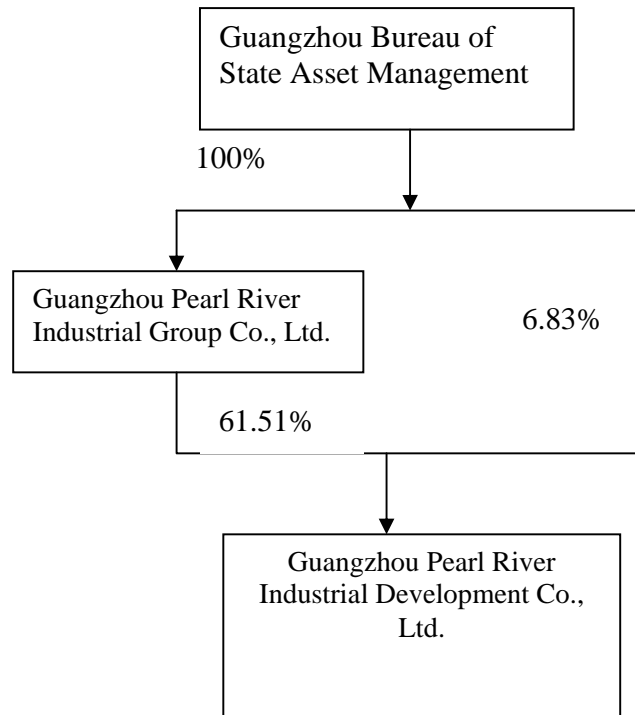 Guangzhou Bureau of
State Asset Management
100%
Guangzhou Pearl River
Industrial Group Co., Ltd.
6.83%
61.51%
Guangzhou Pearl River
Industrial Development Co.,
Ltd.